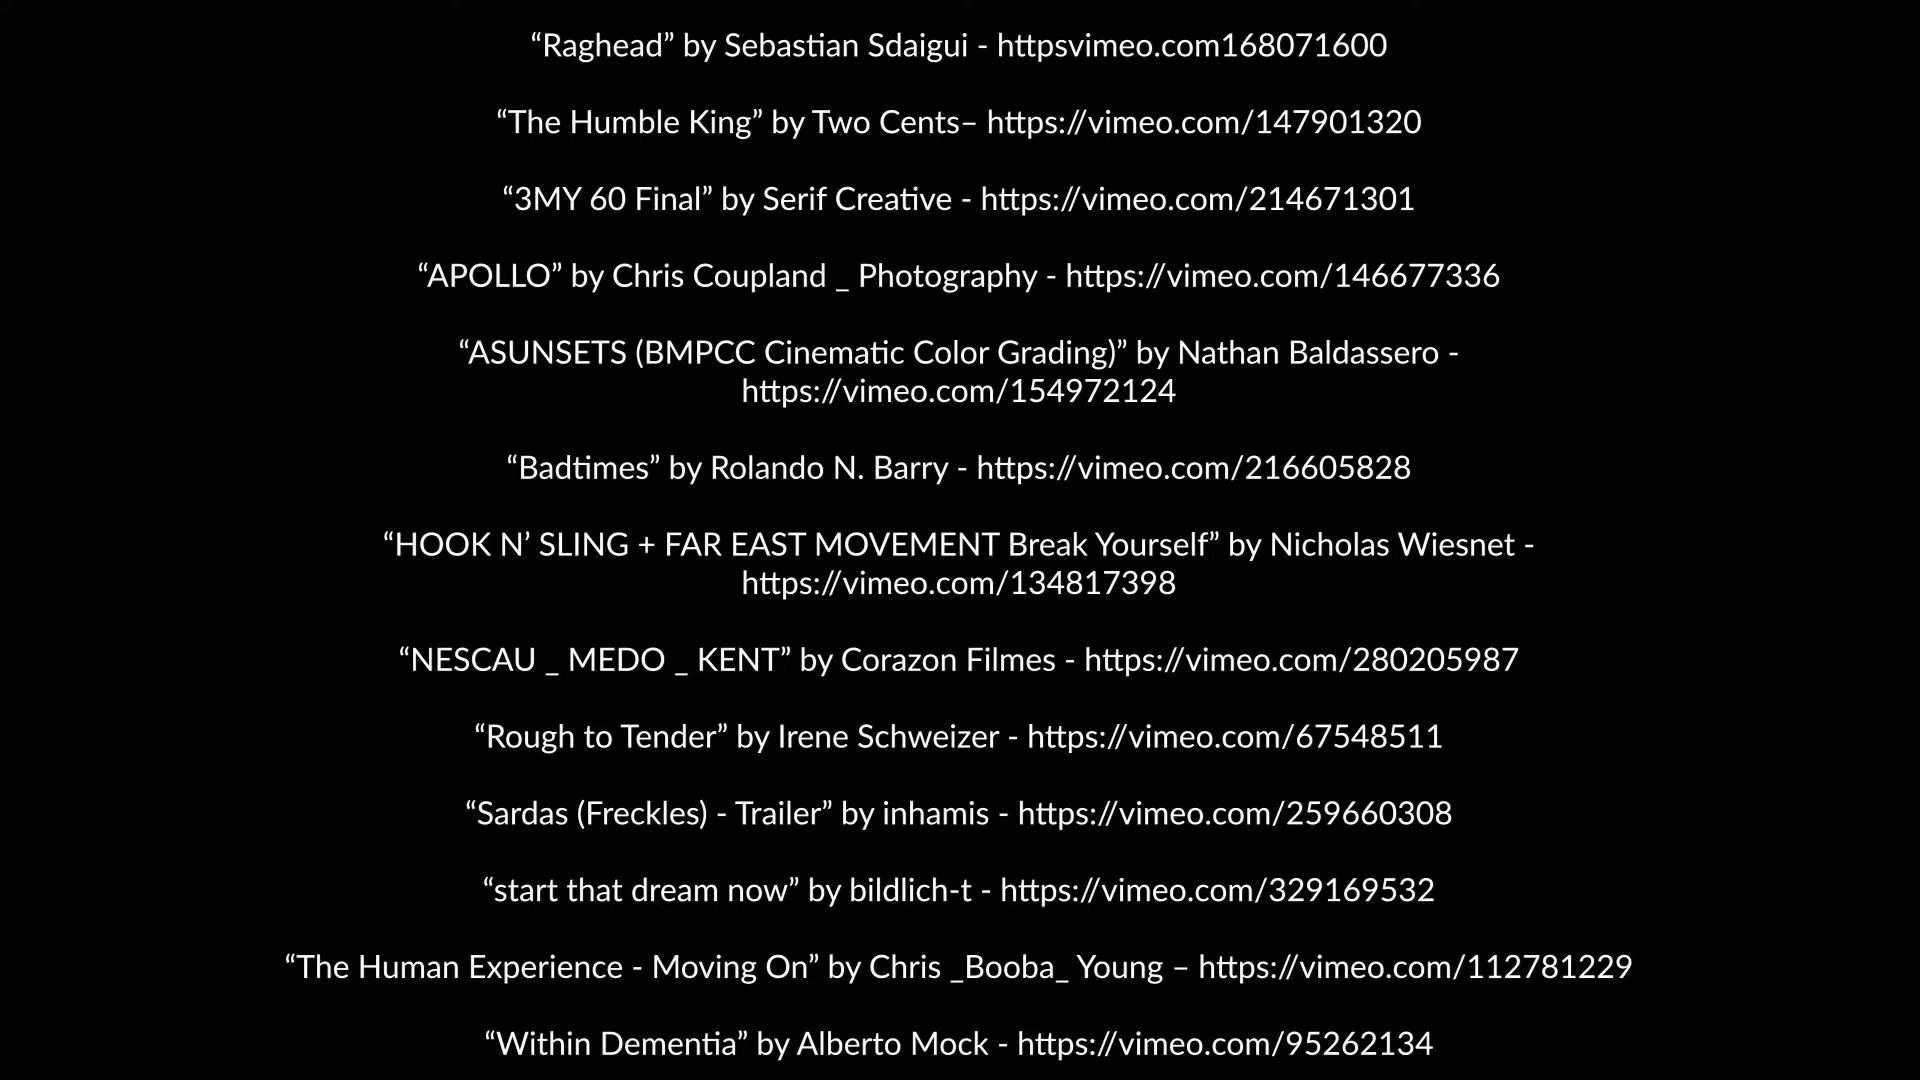 “Raghead” by Sebastian Sdaigui - httpsvimeo.com168071600
“The Humble King” by Two Cents– https://vimeo.com/147901320
“3MY 60 Final” by Serif Creative - https://vimeo.com/214671301
“APOLLO” by Chris Coupland _ Photography - https://vimeo.com/146677336
“ASUNSETS (BMPCC Cinematic Color Grading)” by Nathan Baldassero -
https://vimeo.com/154972124
“Badtimes” by Rolando N. Barry - https://vimeo.com/216605828
“HOOK N’ SLING + FAR EAST MOVEMENT Break Yourself” by Nicholas Wiesnet -
https://vimeo.com/134817398
“NESCAU _ MEDO _ KENT” by Corazon Filmes - https://vimeo.com/280205987
“Rough to Tender” by Irene Schweizer - https://vimeo.com/67548511
“Sardas (Freckles) - Trailer” by inhamis - https://vimeo.com/259660308
“start that dream now” by bildlich-t - https://vimeo.com/329169532
“The Human Experience - Moving On” by Chris _Booba_ Young – https://vimeo.com/112781229
“Within Dementia” by Alberto Mock - https://vimeo.com/95262134